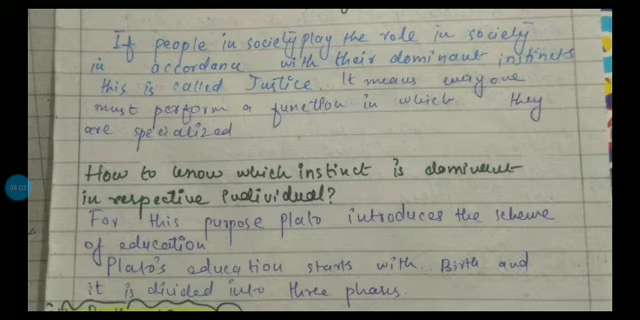 If people in society play the role in society
in accordance with their dominant instincts
this is called Justice. It means everyone
must perform a function in which they
are specialized
How to know which instinct is dominent
in respective individual?
For this purpose Plato introduces the scheme
of education
Plato's education starts with Birth and
it is divided into three phases.